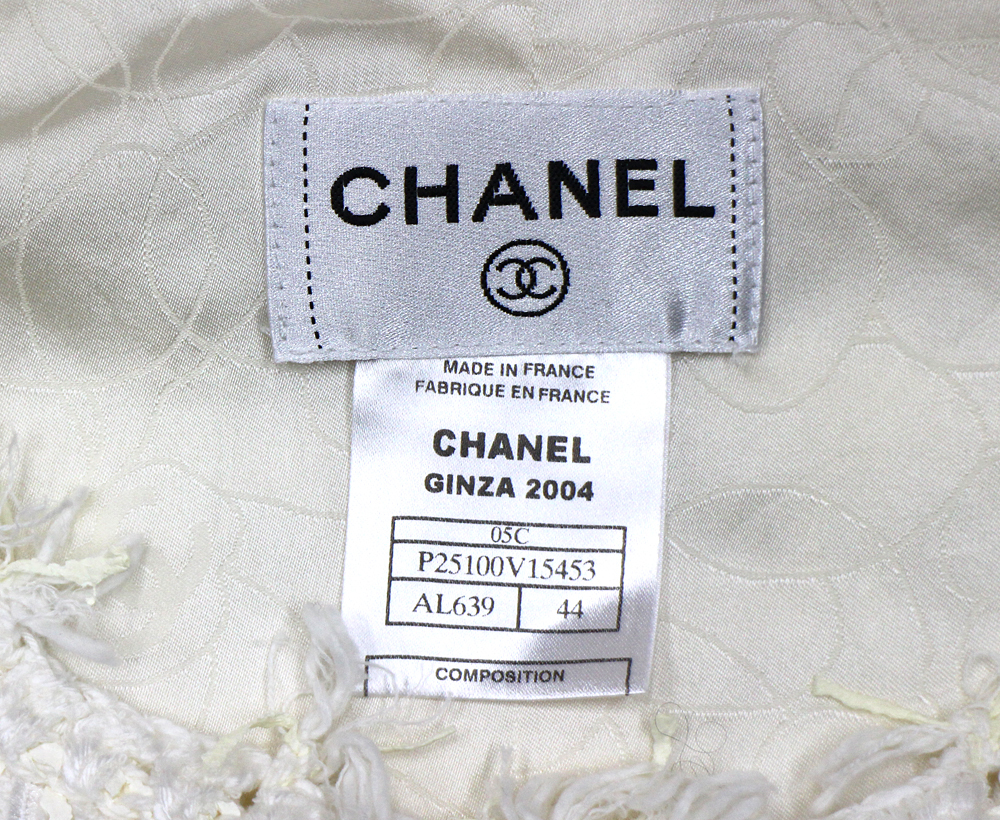 CHANEL
MADE IN FRANCE
FABRIQUE EN FRANCE
CHANEL
GINZA 2004
05C
P25100V15453
AL639 44
COMPOSITION